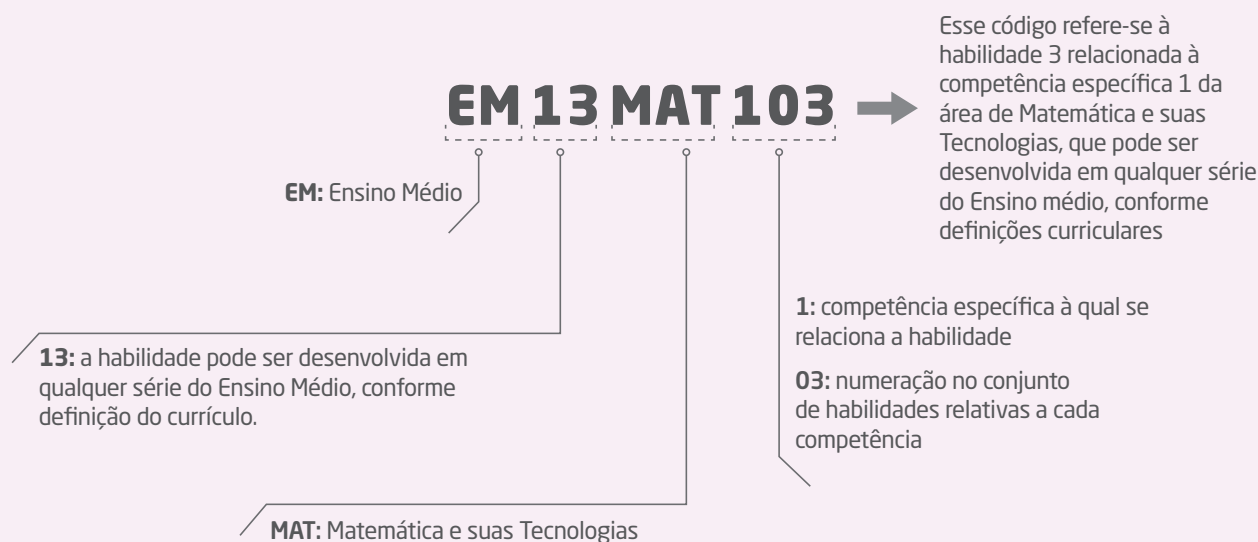 EM 13 MAT 103
Esse código refere-se à
habilidade 3 relacionada à
competência específica 1 da
área de Matemática e suas
Tecnologias, que pode ser
desenvolvida em qualquer série
do Ensino médio, conforme
definições curriculares
EM: Ensino Médio
1: competência específica à qual se
relaciona a habilidade
03: numeração no conjunto
de habilidades relativas a cada
competência
13: a habilidade pode ser desenvolvida em
qualquer série do Ensino Médio, conforme
definição do currículo.
MAT: Matemática e suas Tecnologias